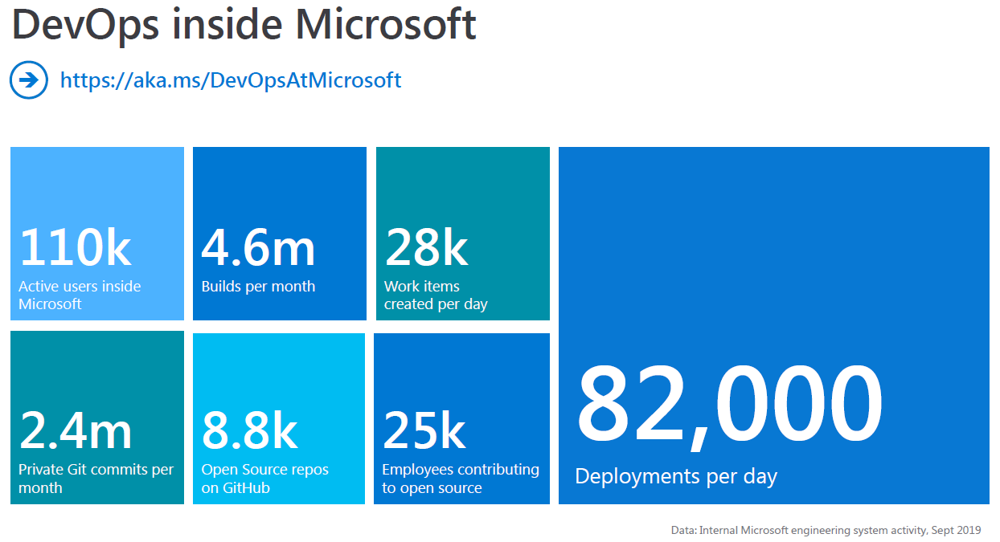 DevOps inside Microsoft
https://aka.ms/DevOpsAtMicrosoft
110k
Active users inside
Microsoft
4.6m
Builds per month
28k
Work items
created per day
2.4m
Private Git commits per
month
8.8k
Open Source repos
on GitHub
25k
Employees contributing
to open source
82,000
Deployments per day
Data: Internal Microsoft engineering system activity, Sept 2019